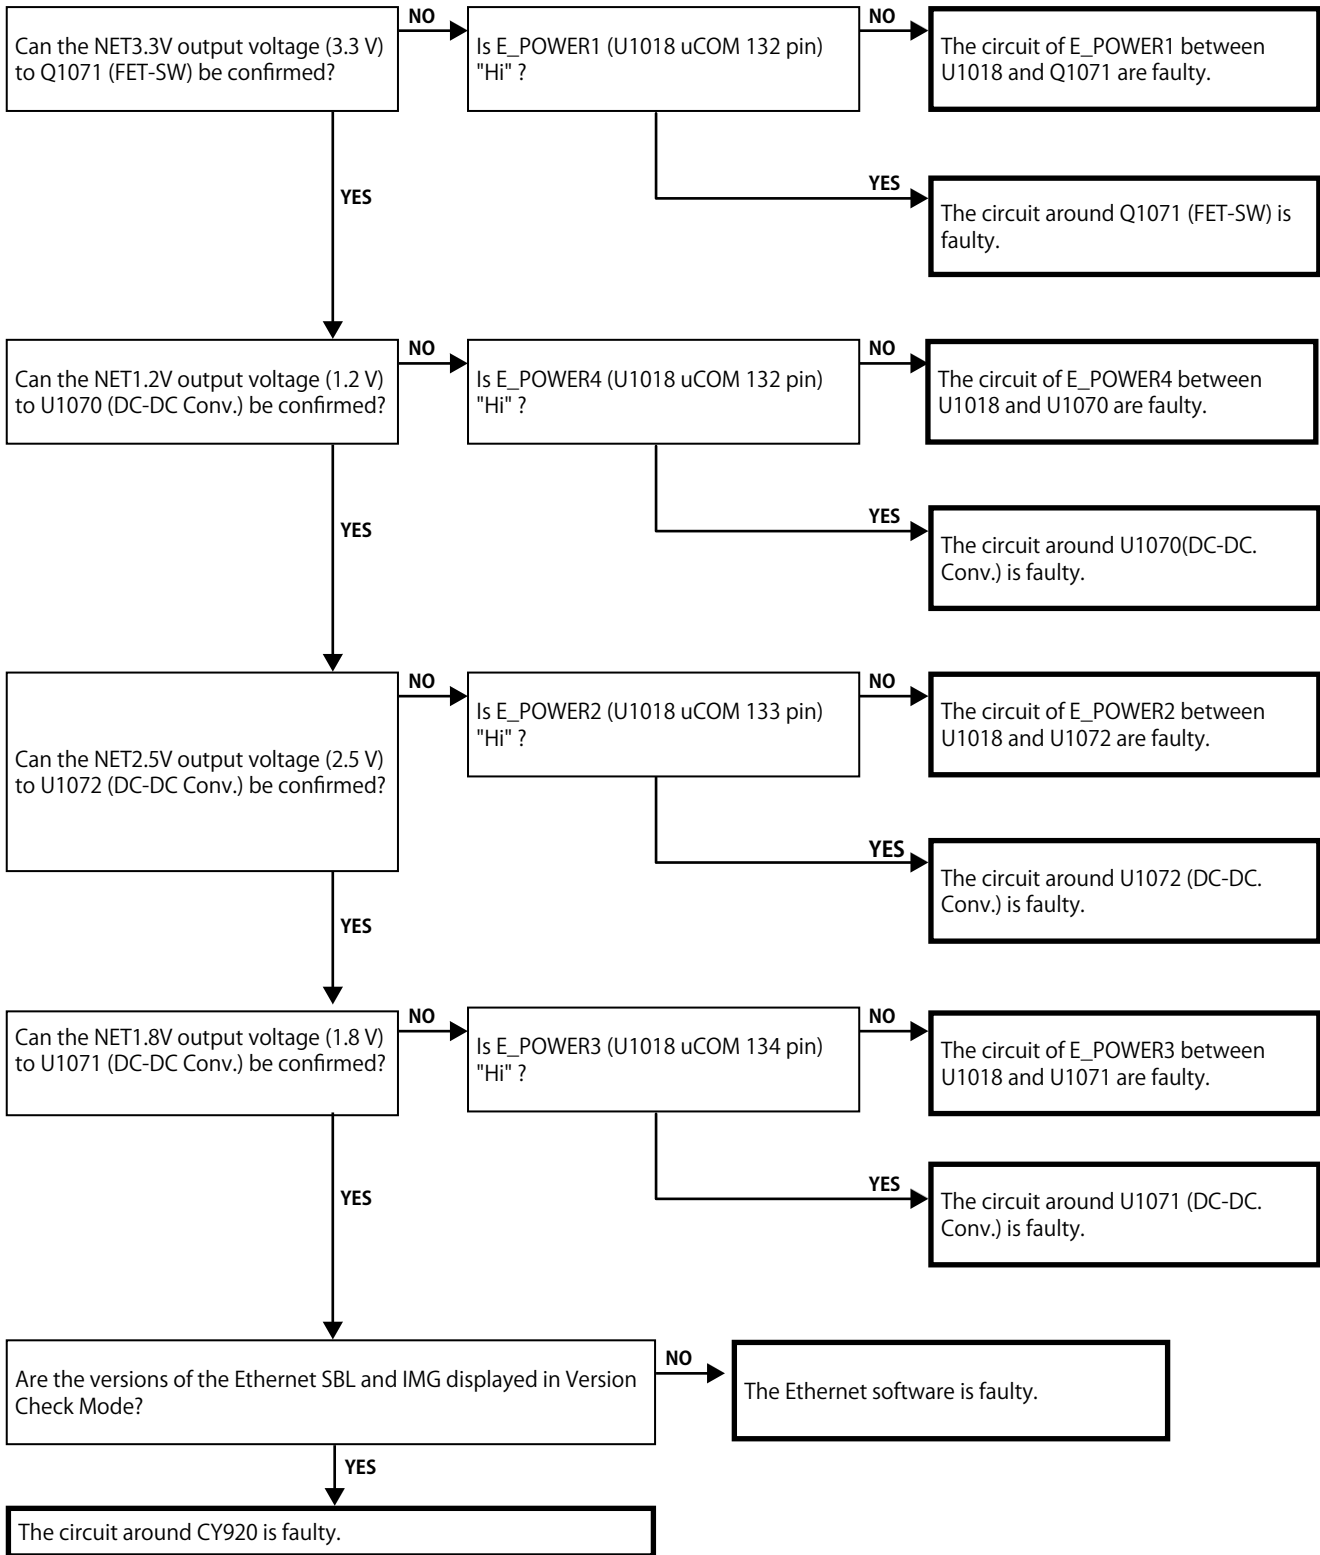 Can the NET3.3V output voltage (3.3 V)
to Q1071 (FET-SW) be confirmed?
NO
Is E_POWER1 (U1018 uCOM 132 pin)
"Hi" ?
NO
The circuit of E_POWER1 between
U1018 and Q1071 are faulty.
YES
YES
The circuit around Q1071 (FET-SW) is
faulty.
Can the NET1.2V output voltage (1.2 V)
to U1070 (DC-DC Conv.) be confirmed?
NO
Is E_POWER4 (U1018 uCOM 132 pin)
"Hi" ?
NO
The circuit of E_POWER4 between
U1018 and U1070 are faulty.
YES
YES
The circuit around U1070(DC-DC.
Conv.) is faulty.
Can the NET2.5V output voltage (2.5 V)
to U1072 (DC-DC Conv.) be confirmed?
NO
Is E_POWER2 (U1018 uCOM 133 pin)
"Hi" ?
NO
The circuit of E_POWER2 between
U1018 and U1072 are faulty.
YES
YES
The circuit around U1072 (DC-DC.
Conv.) is faulty.
Can the NET1.8V output voltage (1.8 V)
to U1071 (DC-DC Conv.) be confirmed?
NO
Is E_POWER3 (U1018 uCOM 134 pin)
"Hi" ?
NO
The circuit of E_POWER3 between
U1018 and U1071 are faulty.
YES
YES
The circuit around U1071 (DC-DC.
Conv.) is faulty.
Are the versions of the Ethernet SBL and IMG displayed in Version
Check Mode?
NO
The Ethernet software is faulty.
YES
The circuit around CY920 is faulty.